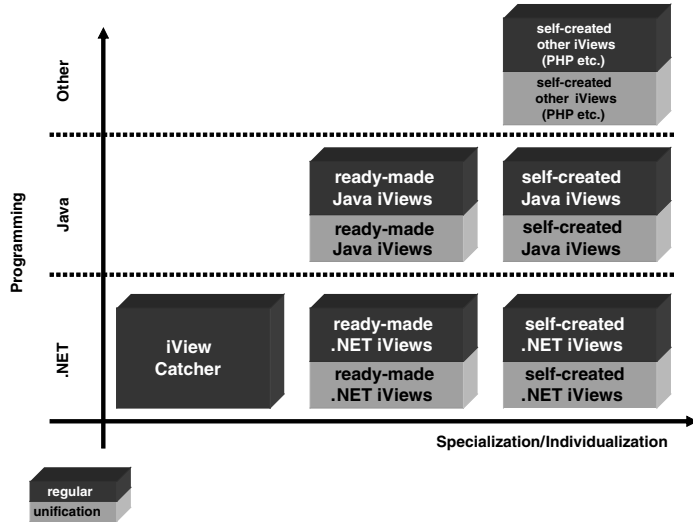 self-created
other iViews
(PHP etc.)
self-created
other iViews
(PHP etc.)
Other
ready-made
Java iViews
ready-made
Java iViews
self-created
Java iViews
self-created
Java iViews
Java
Programming
iView
Catcher
ready-made
.NET iViews
ready-made
.NET iViews
self-created
.NET iViews
self-created
.NET iViews
.NET
Specialization/Individualization
regular
unification